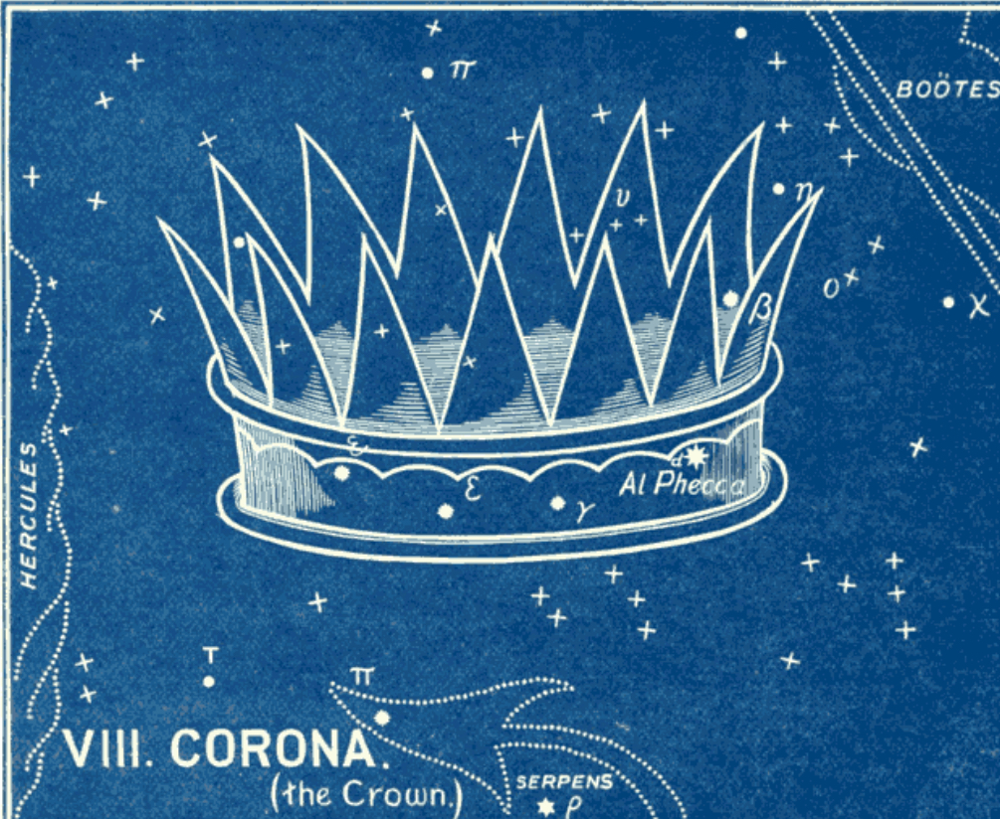 π
BOÖTES
υ
η
ο
χ
β
HERCULES
ε
d
Al Phecca
γ
T
π
VIII. CORONA.
(the Crown.)
SERPENS
ρ